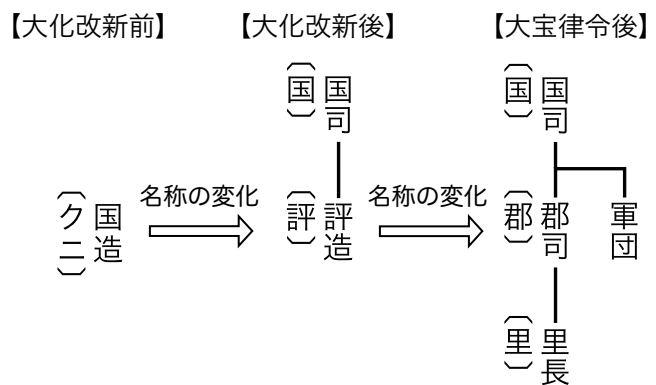 【大化改新前】
【大化改新後】
【大宝律令後】
国造
(クニ)
名称の変化
国司
(国)
評造
(評)
名称の変化
国司
(国)
郡司
(郡)
軍団
里長
(里)